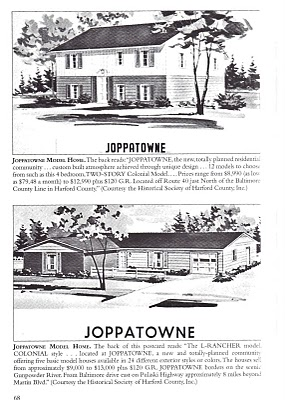 JOPPATOWNE
JOPPATOWNE MODEL HOME. The back reads: "JOPPATOWNE, the new, totally planned residential
community . . . custom built atmosphere achieved through unique design . . . 12 models to choose
from such as this 4 bedroom, TWO-STORY Colonial Model. . . . Prices range from $8,990 (as low
as $79.48 a month) to $12,990 plus $120 G.R. Located off Route 40 just North of the Baltimore
County Line in Harford County." (Courtesy the Historical Society of Harford County, Inc.)
JOPPATOWNE
JOPPATOWNE MODEL HOME. The back of this postcard reads "The L-RANCHER model,
COLONIAL style . . . located at JOPPATOWNE, a new and totally-planned community
offering five basic model houses available in 24 different exterior styles or colors. The houses sell
from approximately $9,000 to $13,000 plus $120 G.R. JOPPATOWNE borders on the scenic
Gunpowder River. From Baltimore drive east on Pulaski Highway approximately 8 miles beyond
Martin Blvd." (Courtesy the Historical Society of Harford County, Inc.)
68